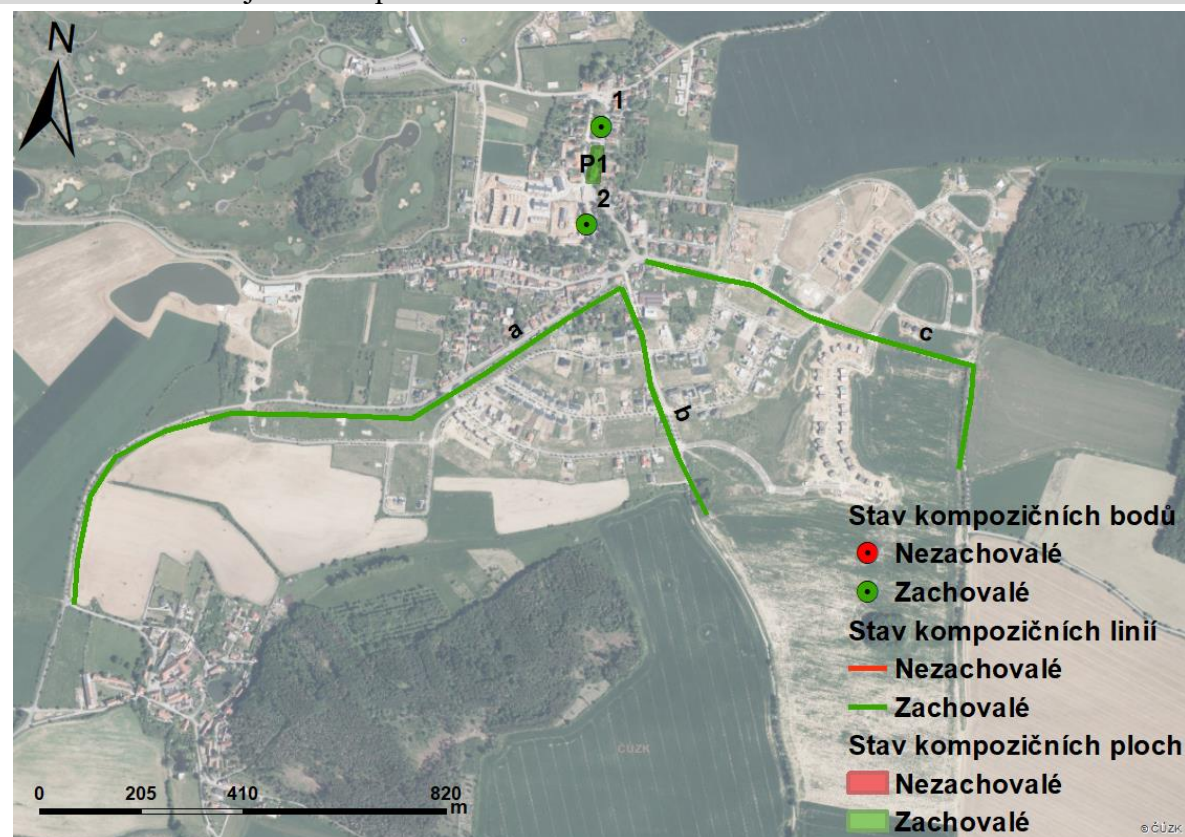 N
1
P1
2
a
c
b
Stav kompozičních bodů
Nezachovalé
Zachovalé
Stav kompozičních linií
Nezachovalé
Zachovalé
Stav kompozičních ploch
Nezachovalé
Zachovalé
ČÚZK
0 205 410 820
m
© ČÚZK